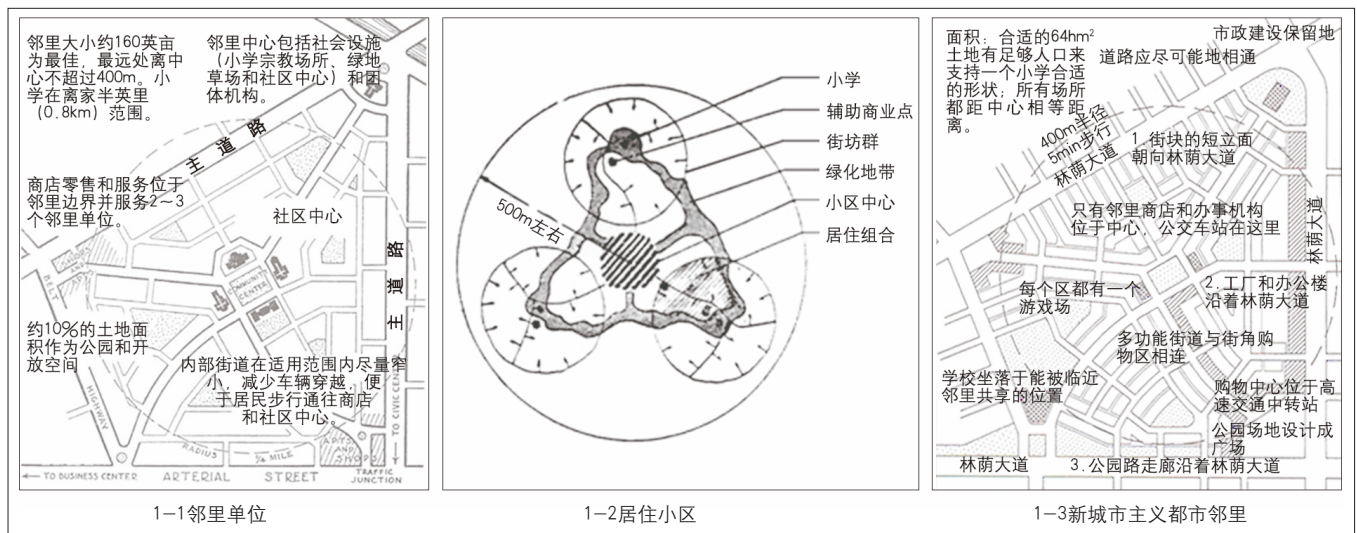 邻里大小约160英亩
为最佳，最远处离中
心不超过400m。小
学在离家半英里
（0.8km）范围。
邻里中心包括社会设施
（小学宗教场所、绿地
草场和社区中心）和团
体机构。
主道路
商店零售和服务位于
邻里边界并服务2～3
个邻里单位。
社区中心
主道路
COMMUNITY
CENTER
BELT
HIGHWAY
约10%的土地面
积作为公园和开
放空间
内部街道在适用范围内尽量窄
小，减少车辆穿越，便
于居民步行通往商店
和社区中心。
RADIUS
1/4 MILE
APTS
AND
SHOPS
TO CIVIC CENTER
← TO BUSINESS CENTER
ARTERIAL STREET
TRAFFIC
JUNCTION
1-1邻里单位
小学
辅助商业点
街坊群
绿化地带
小区中心
居住组合
500m左右
1-2居住小区
面积：合适的64hm²
土地有足够人口来
支持一个小学合适
的形状；所有场所
都距中心相等距
离。
市政建设保留地
道路应尽可能地相通
400m半径
5min步行
林荫大道
1.街块的短立面
朝向林荫大道
只有邻里商店和办事机构
位于中心，公交车站在这里
林荫大道
每个区都有一个
游戏场
2.工厂和办公楼
沿着林荫大道
多功能街道与街角购
物区相连
学校坐落于能被临近
邻里共享的位置
购物中心位于高
速交通中转站
公园场地设计成
广场
林荫大道
3.公园路走廊沿着林荫大道
1-3新城市主义都市邻里